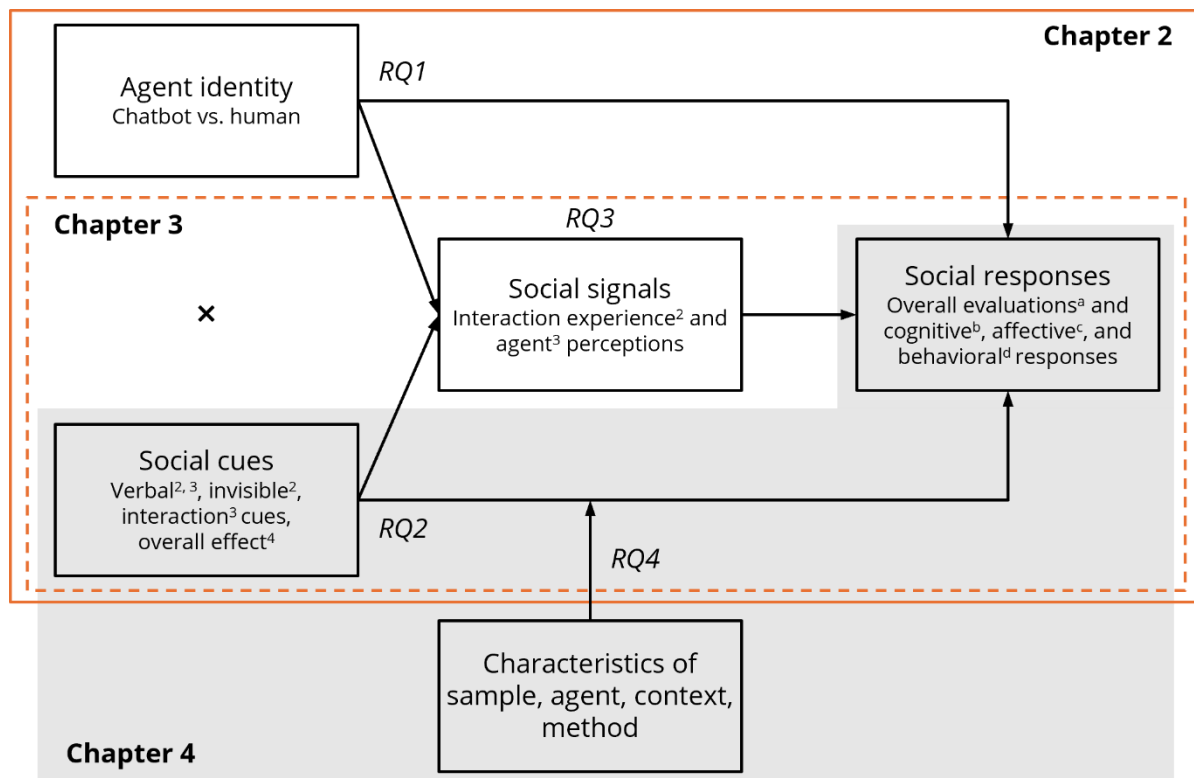 Chapter 2
Agent identity
Chatbot vs. human
RQ1
Chapter 3
RQ3
×
Social signals
Interaction experience² and
agent³ perceptions
Social responses
Overall evaluationsᵃ and
cognitiveᵇ, affectiveᶜ, and
behavioralᵈ responses
Social cues
Verbal²,³, invisible²,
interaction³ cues,
overall effect⁴
RQ2
RQ4
Characteristics of
sample, agent, context,
method
Chapter 4